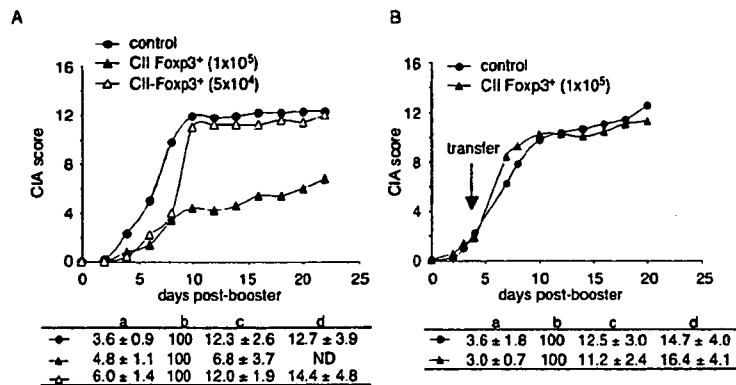 A
control
CII Foxp3+ (1x10⁵)
CII-Foxp3+ (5x10⁴)
16
12
8
4
0
CIA score
0 5 10 15 20 25
days post-booster
a b c d
3.6 ± 0.9 100 12.3 ± 2.6 12.7 ± 3.9
4.8 ± 1.1 100 6.8 ± 3.7 ND
6.0 ± 1.4 100 12.0 ± 1.9 14.4 ± 4.8
B
control
CII Foxp3+ (1x10⁵)
16
12
8
4
0
CIA score
transfer
0 5 10 15 20 25
days post-booster
a b c d
3.6 ± 1.8 100 12.5 ± 3.0 14.7 ± 4.0
3.0 ± 0.7 100 11.2 ± 2.4 16.4 ± 4.1